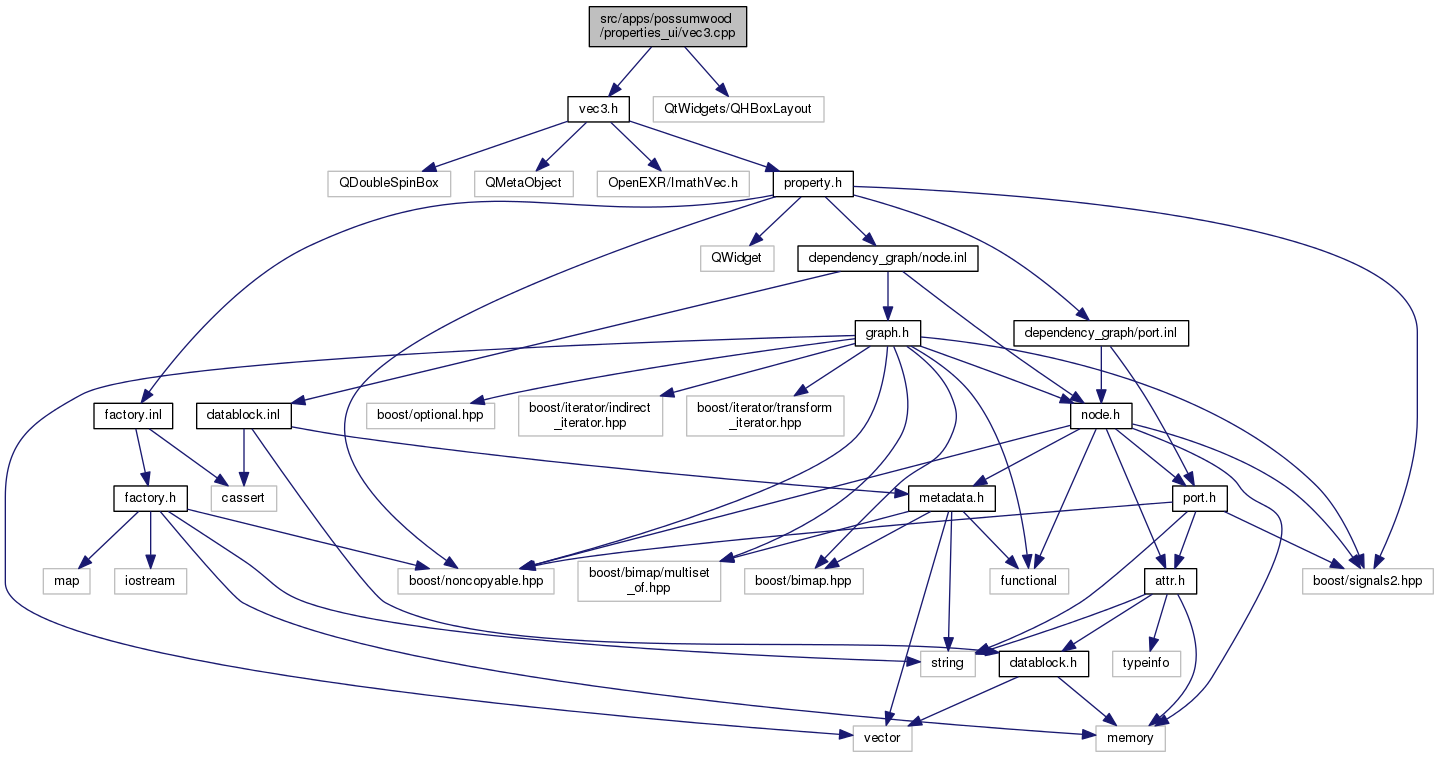 src/apps/possumwood
/properties_ui/vec3.cpp
vec3.h
QtWidgets/QHBoxLayout
QDoubleSpinBox
QMetaObject
OpenEXR/ImathVec.h
property.h
QWidget
dependency_graph/node.inl
graph.h
dependency_graph/port.inl
factory.inl
datablock.inl
boost/optional.hpp
boost/iterator/indirect
_iterator.hpp
boost/iterator/transform
_iterator.hpp
node.h
factory.h
cassert
metadata.h
port.h
map
iostream
boost/noncopyable.hpp
boost/bimap/multiset
_of.hpp
boost/bimap.hpp
functional
attr.h
boost/signals2.hpp
string
datablock.h
typeinfo
vector
memory